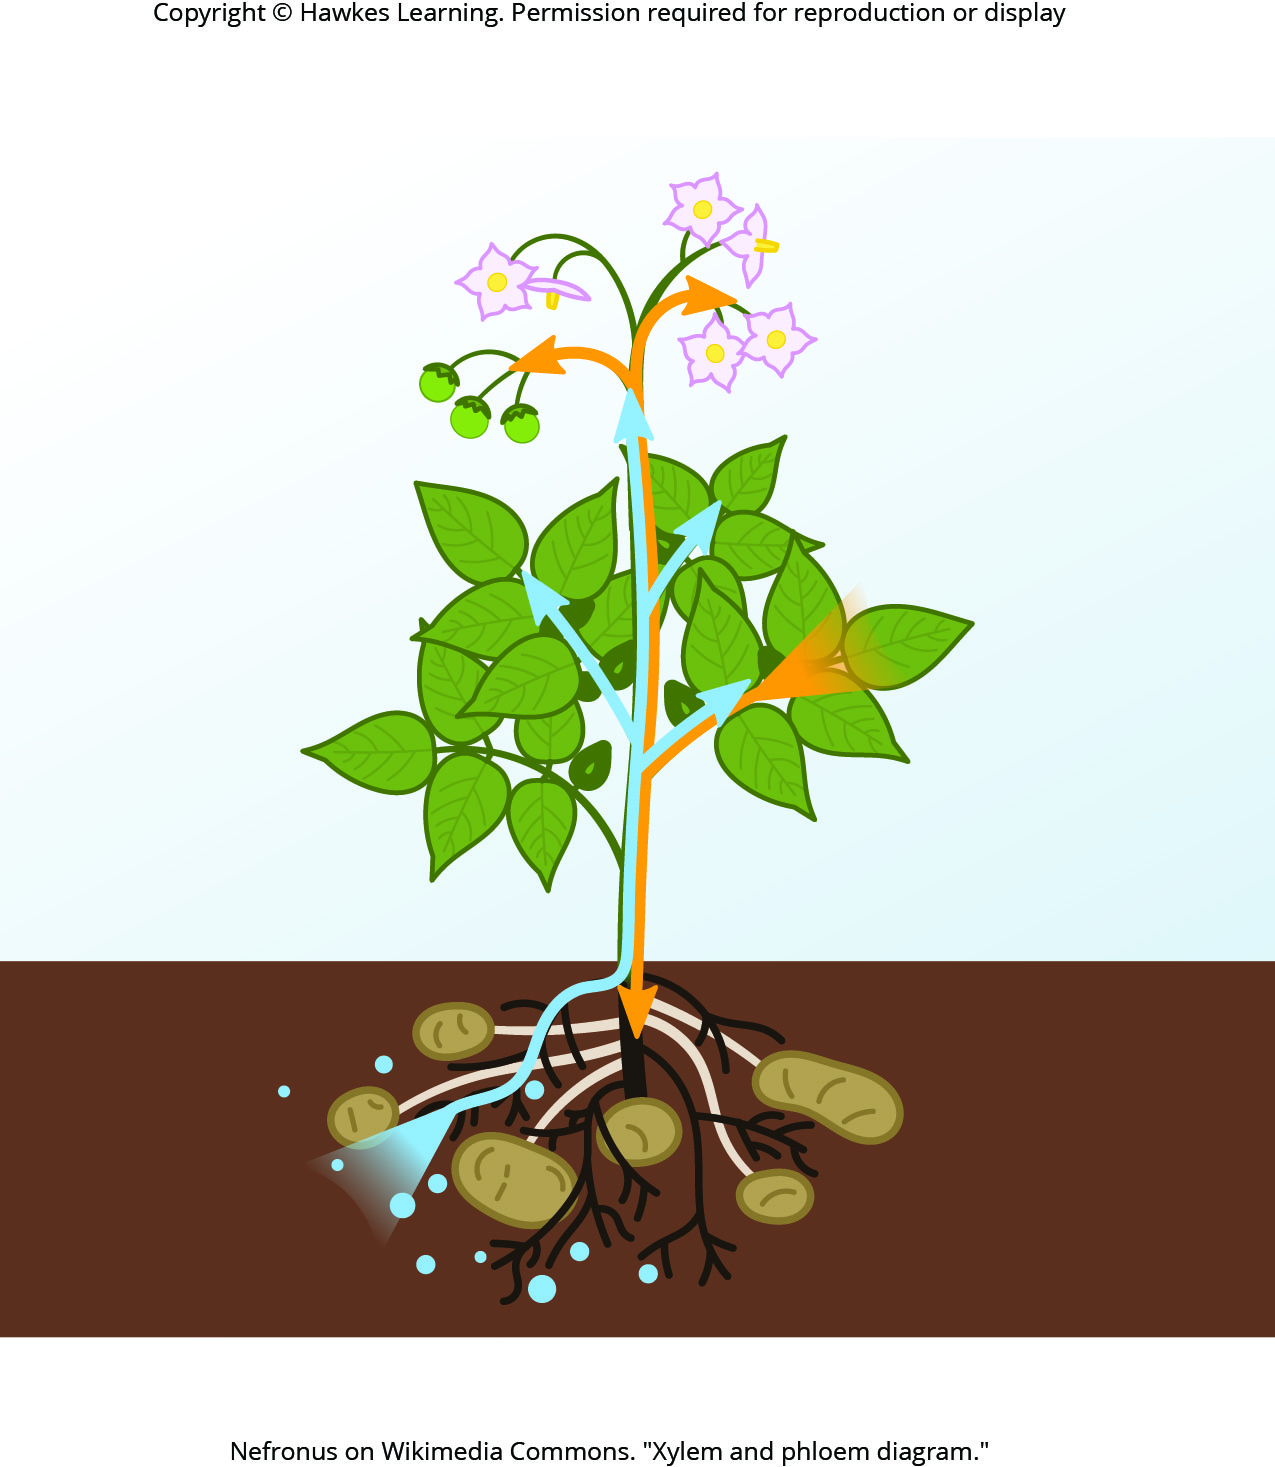 Copyright © Hawkes Learning. Permission required for reproduction or display
Nefronus on Wikimedia Commons. "Xylem and phloem diagram."